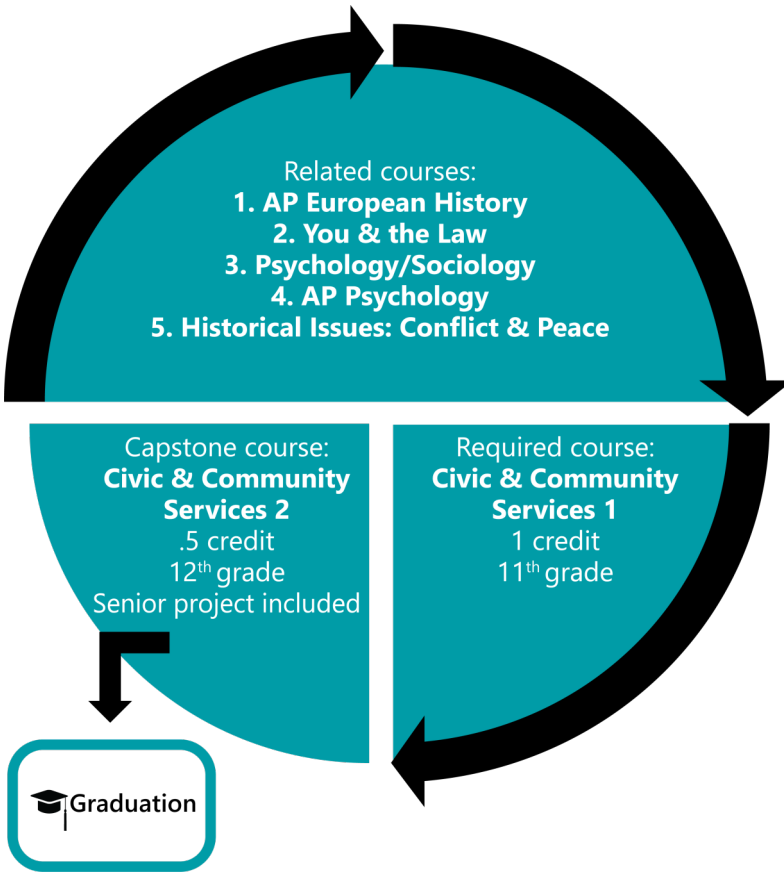 Related courses:
1. AP European History
2. You & the Law
3. Psychology/Sociology
4. AP Psychology
5. Historical Issues: Conflict & Peace
Capstone course:
Civic & Community
Services 2
.5 credit
12th grade
Senior project included
Required course:
Civic & Community
Services 1
1 credit
11th grade
Graduation